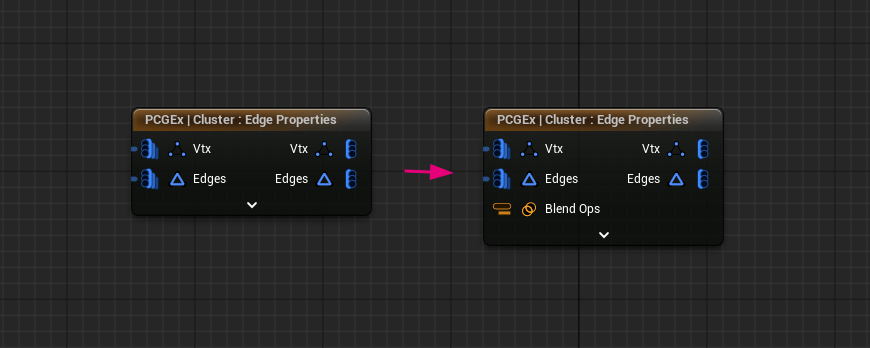 PCGEx | Cluster : Edge Properties
Vtx Vtx
Edges Edges
PCGEx | Cluster : Edge Properties
Vtx Vtx
Edges Edges
Blend Ops